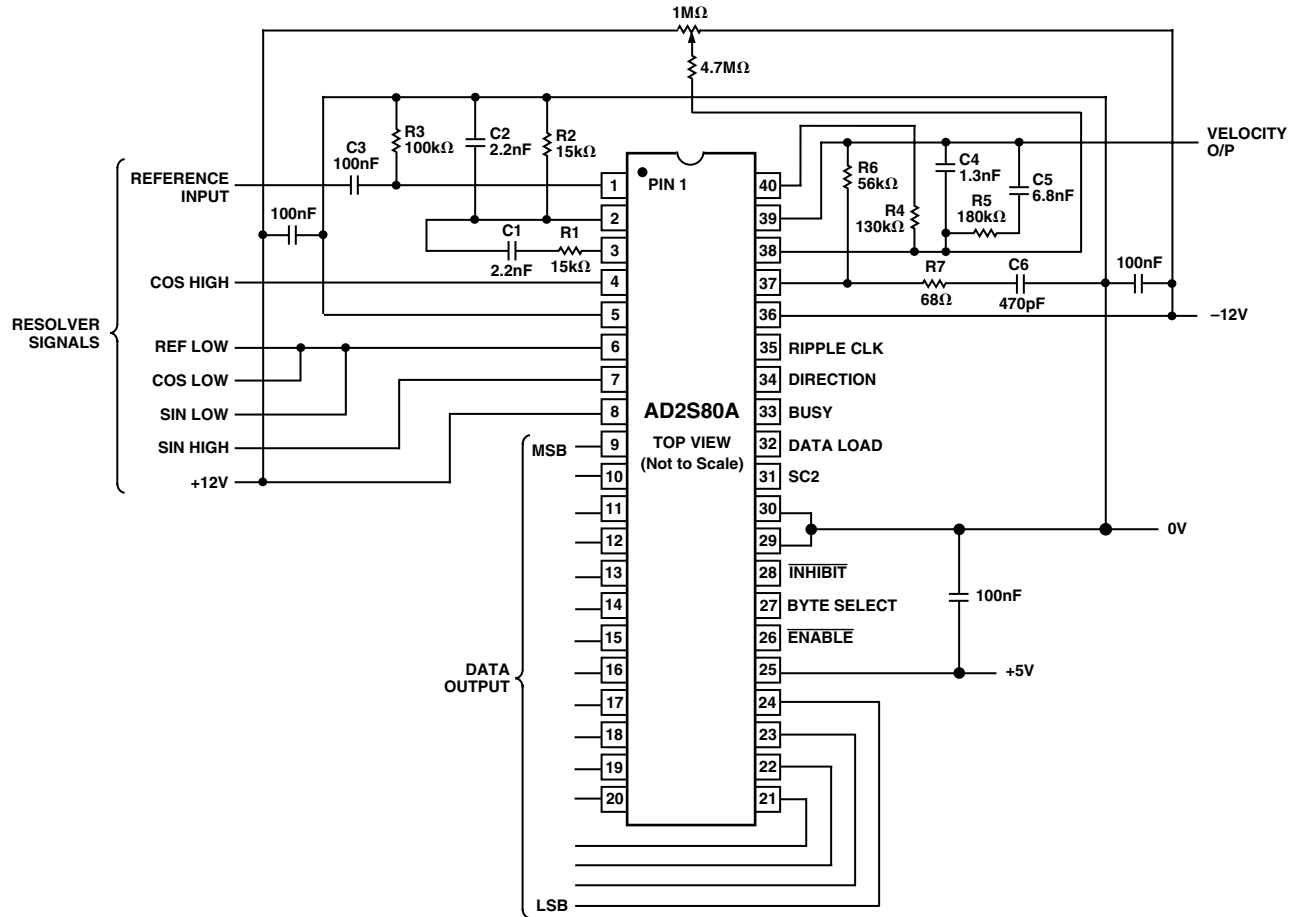 1MΩ
4.7MΩ
R3
100kΩ
C2
2.2nF
R2
15kΩ
C3
100nF
REFERENCE
INPUT
100nF
C1
2.2nF
R1
15kΩ
COS HIGH
RESOLVER
SIGNALS
REF LOW
COS LOW
SIN LOW
SIN HIGH
+12V
MSB
DATA
OUTPUT
LSB
PIN 1
AD2S80A
TOP VIEW
(Not to Scale)
1
2
3
4
5
6
7
8
9
10
11
12
13
14
15
16
17
18
19
20
40
39
38
37
36
35 RIPPLE CLK
34 DIRECTION
33 BUSY
32 DATA LOAD
31 SC2
30
29
28 INHIBIT
27 BYTE SELECT
26 ENABLE
25
24
23
22
21
VELOCITY
O/P
R6
56kΩ
R4
130kΩ
C4
1.3nF
C5
6.8nF
R5
180kΩ
R7
68Ω
C6
470pF
100nF
–12V
0V
100nF
+5V